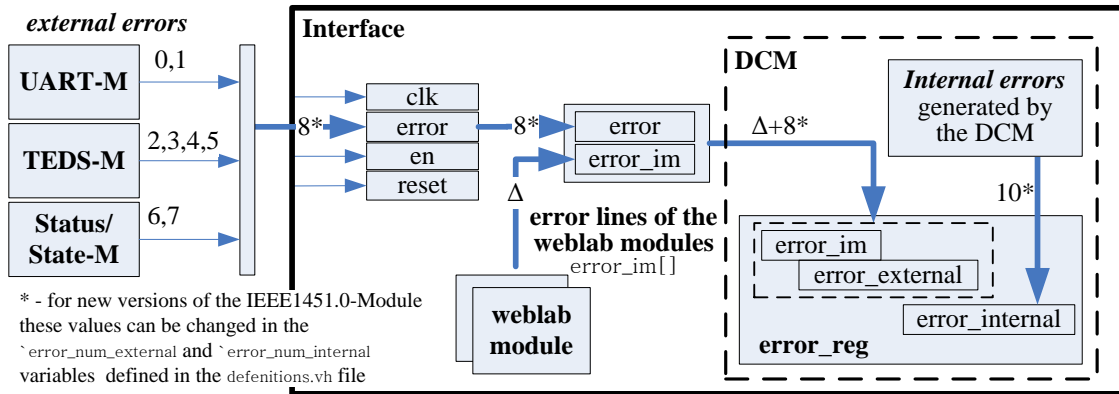 external errors
UART-M
0,1
TEDS-M
2,3,4,5
Status/
State-M
6,7
* - for new versions of the IEEE1451.0-Module
these values can be changed in the
`error_num_external and `error_num_internal
variables defined in the defenitions.vh file
Interface
8*
clk
error
en
reset
8*
error
error_im
Δ
error lines of the
weblab modules
error_im[]
weblab
module
Δ+8*
DCM
Internal errors
generated by
the DCM
10*
error_im
error_external
error_internal
error_reg